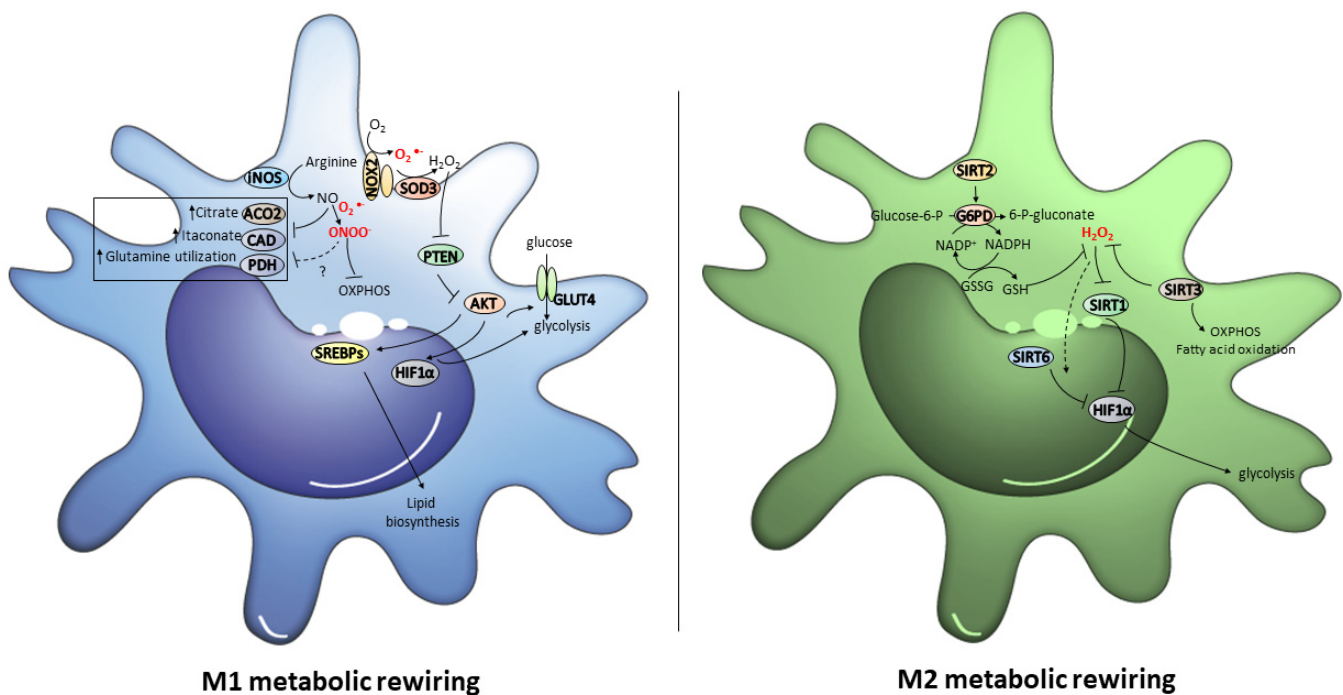 O₂
Arginine
O₂•-
H₂O₂
iNOS
NOX2
SOD3
NO
O₂•-
Citrate
ACO2
ONOO-
Itaconate
CAD
Glutamine utilization
PDH
?
OXPHOS
PTEN
glucose
AKT
GLUT4
glycolysis
SREBPs
HIF1α
Lipid
biosynthesis
M1 metabolic rewiring
SIRT2
Glucose-6-P
G6PD
6-P-gluconate
NADP⁺
NADPH
H₂O₂
GSSG
GSH
SIRT3
SIRT1
OXPHOS
Fatty acid oxidation
SIRT6
HIF1α
glycolysis
M2 metabolic rewiring